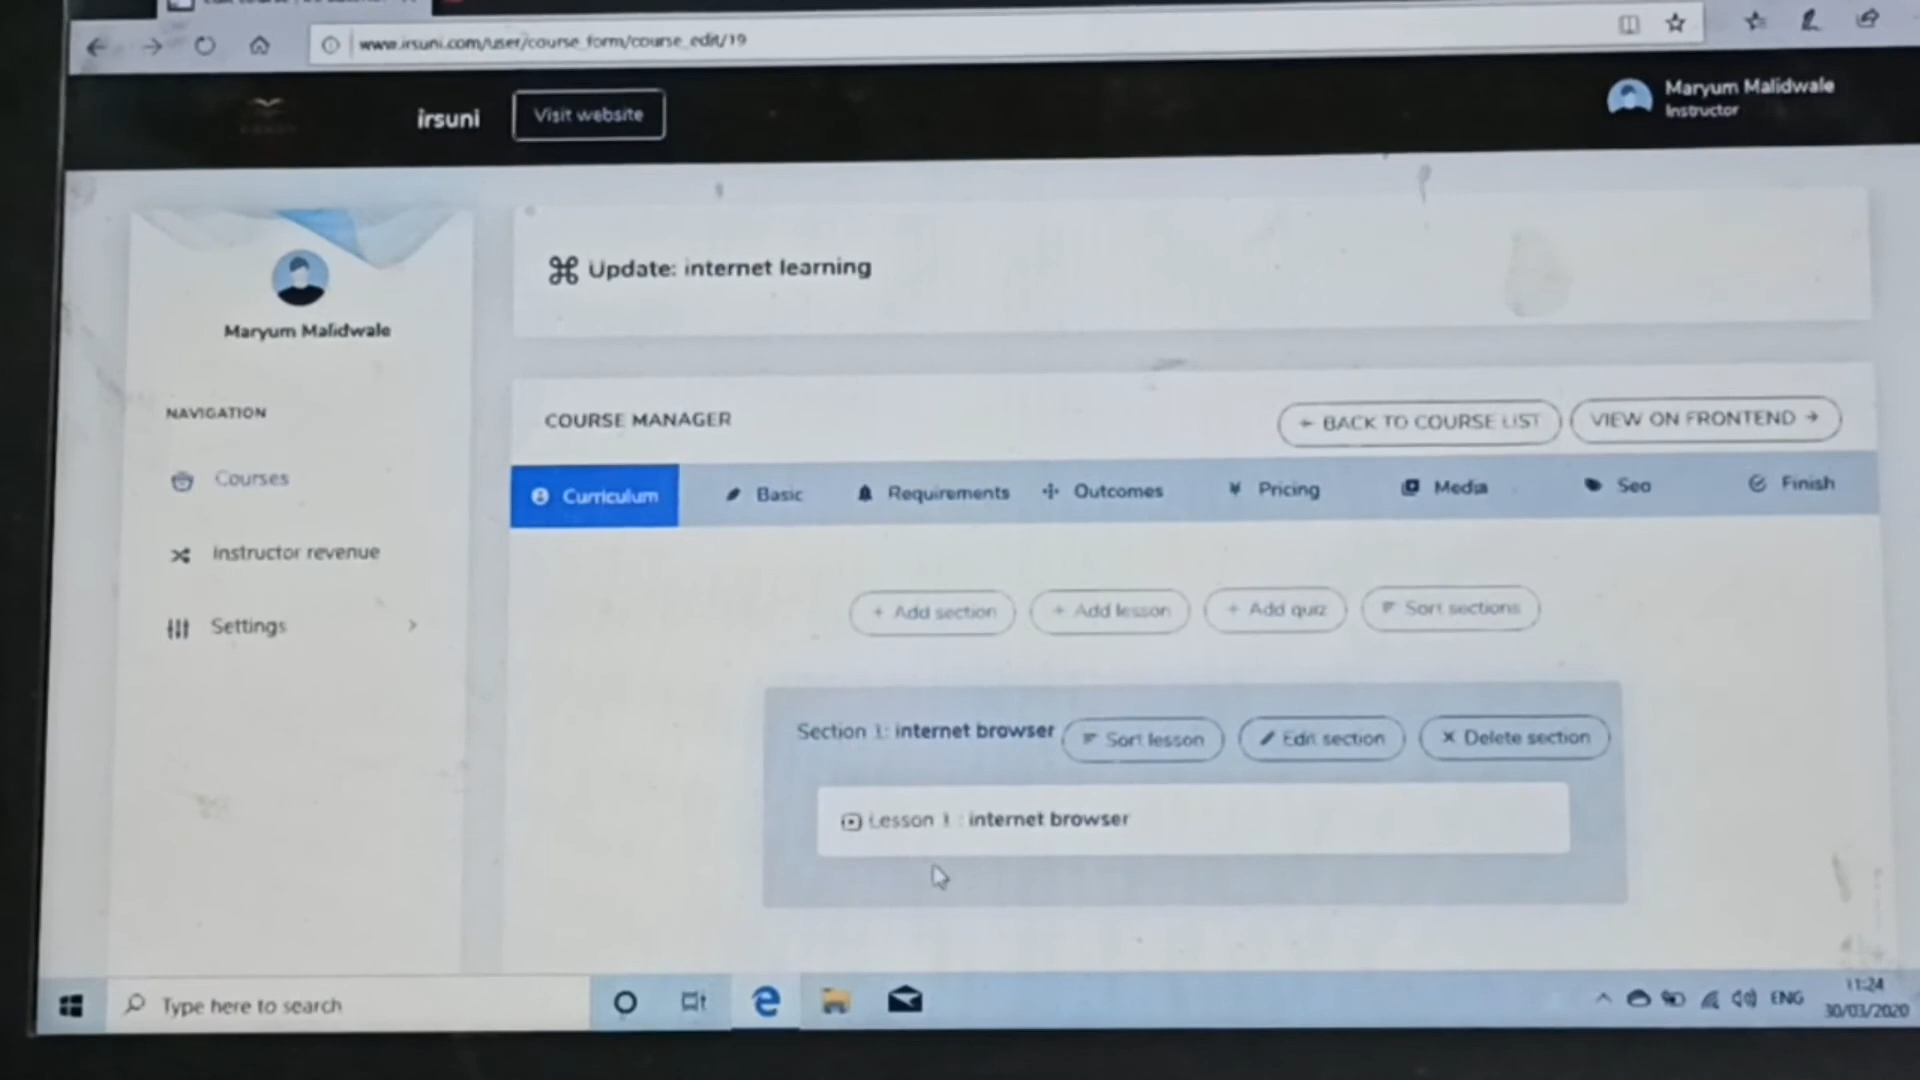 www.irsuni.com/user/course_form/course_edit/19
irsuni
Visit website
Maryum Malidwale
Instructor
Update: internet learning
Maryum Malidwale
NAVIGATION
Courses
Instructor revenue
Settings
COURSE MANAGER
← BACK TO COURSE LIST
VIEW ON FRONTEND →
Curriculum
Basic
Requirements
Outcomes
Pricing
Media
Seo
Finish
+ Add section
+ Add lesson
+ Add quiz
Sort sections
Section 1: internet browser
Sort lesson
Edit section
× Delete section
Lesson 1 : internet browser
Type here to search
ENG
11:24
30/03/2020